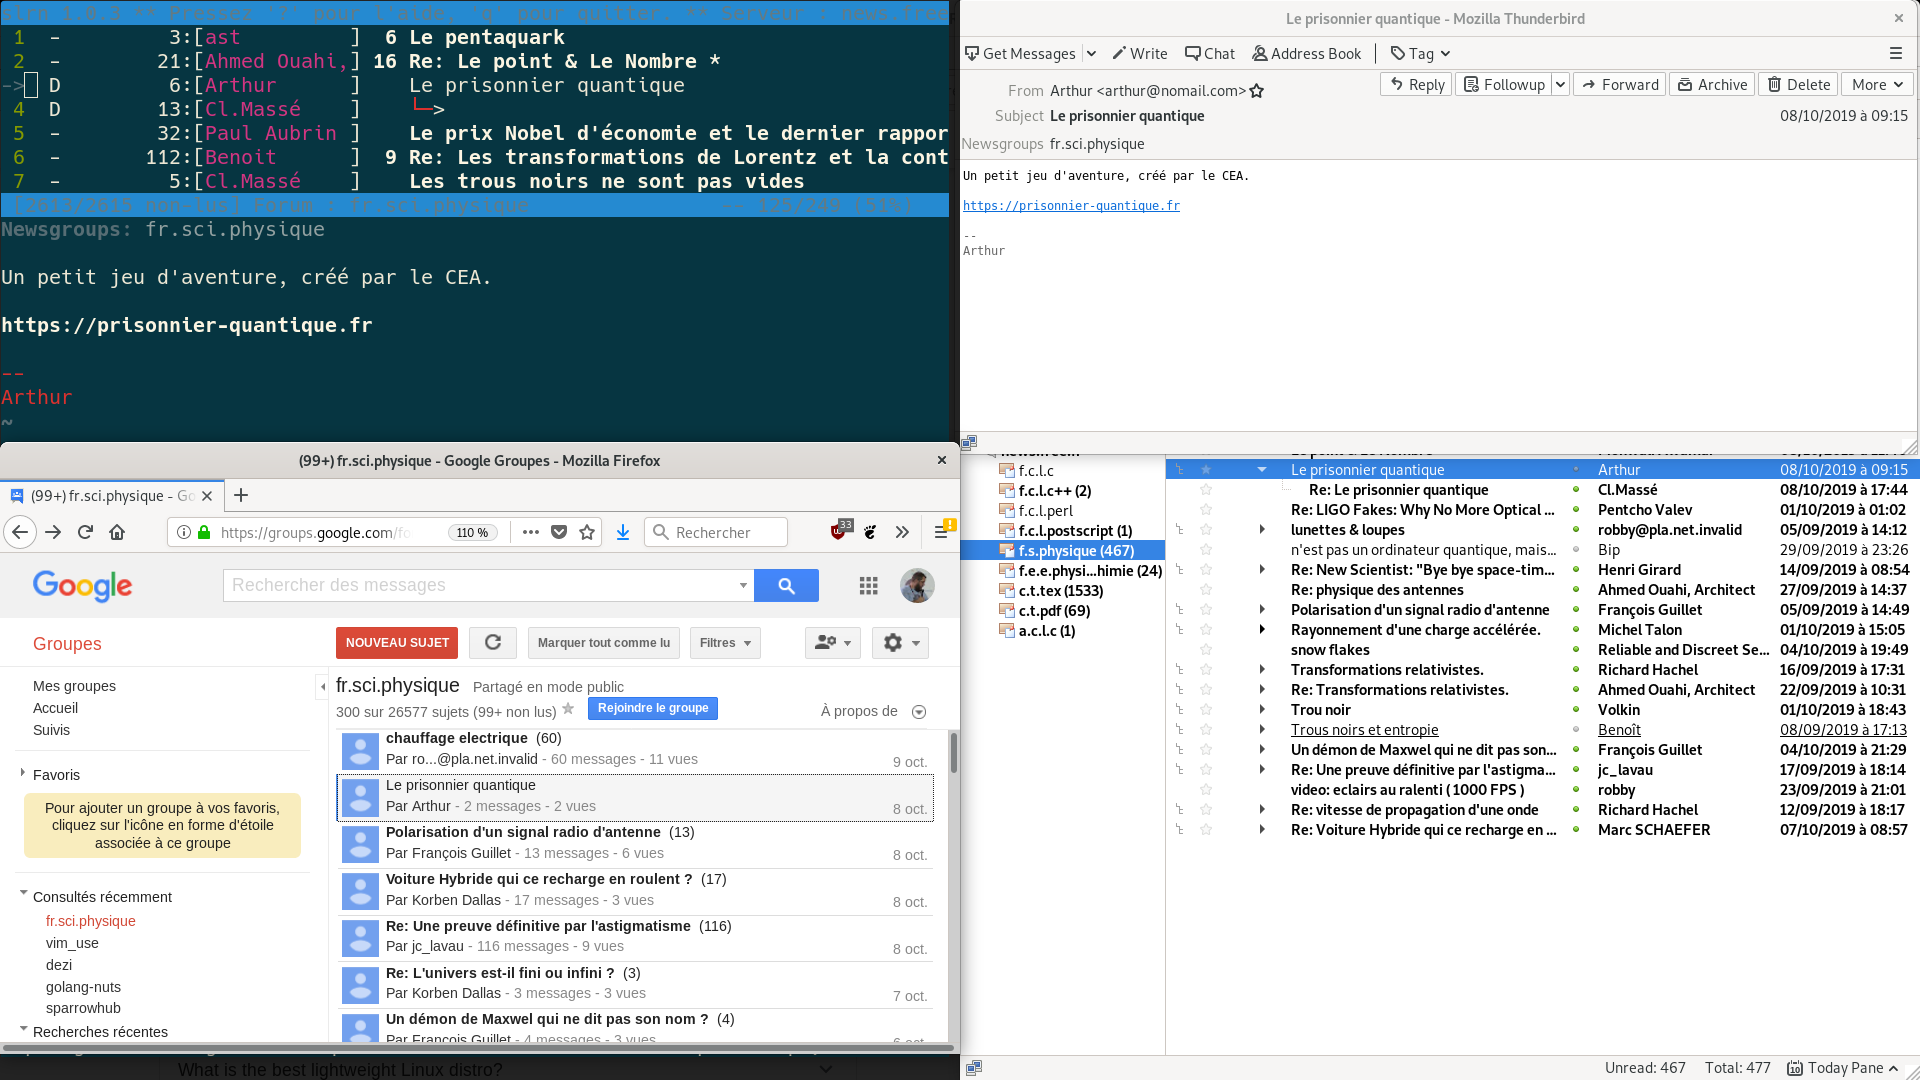 slrn 1.0.3 ** Pressez '?' pour l'aide, 'q' pour quitter. ** Serveur : news.free
1 - 3:[ast ] 6 Le pentaquark
2 - 21:[Ahmed Ouahi,] 16 Re: Le point & Le Nombre *
-> D 6:[Arthur ] Le prisonnier quantique
4 D 13:[Cl.Massé ] └─>
5 - 32:[Paul Aubrin ] Le prix Nobel d'économie et le dernier rappor
6 - 112:[Benoit ] 9 Re: Les transformations de Lorentz et la cont
7 - 5:[Cl.Massé ] Les trous noirs ne sont pas vides
non-lus] Forum : fr.sci.physique
Newsgroups: fr.sci.physique
Un petit jeu d'aventure, créé par le CEA.
https://prisonnier-quantique.fr
--
Arthur
~
Le prisonnier quantique - Mozilla Thunderbird
Get Messages Write Chat Address Book Tag
From Arthur <arthur@nomail.com> Reply Followup Forward Archive Delete More
Subject Le prisonnier quantique 08/10/2019 à 09:15
Newsgroups fr.sci.physique
Un petit jeu d'aventure, créé par le CEA.
https://prisonnier-quantique.fr
--
Arthur
(99+) fr.sci.physique - Google Groupes - Mozilla Firefox
(99+) fr.sci.physique - Go
https://groups.google.com/fo 110 % Rechercher 33
Google Rechercher des messages
Groupes NOUVEAU SUJET Marquer tout comme lu Filtres
Mes groupes
Accueil
Suivis
Favoris
Pour ajouter un groupe à vos favoris,
cliquez sur l'icône en forme d'étoile
associée à ce groupe
Consultés récemment
fr.sci.physique
vim_use
dezi
golang-nuts
sparrowhub
Recherches récentes
fr.sci.physique Partagé en mode public
300 sur 26577 sujets (99+ non lus) Rejoindre le groupe À propos de
chauffage electrique (60)
Par ro...@pla.net.invalid - 60 messages - 11 vues 9 oct.
Le prisonnier quantique
Par Arthur - 2 messages - 2 vues 8 oct.
Polarisation d'un signal radio d'antenne (13)
Par François Guillet - 13 messages - 6 vues 8 oct.
Voiture Hybride qui ce recharge en roulent ? (17)
Par Korben Dallas - 17 messages - 3 vues 8 oct.
Re: Une preuve définitive par l'astigmatisme (116)
Par jc_lavau - 116 messages - 9 vues 8 oct.
Re: L'univers est-il fini ou infini ? (3)
Par Korben Dallas - 3 messages - 3 vues 7 oct.
Un démon de Maxwel qui ne dit pas son nom ? (4)
Par François Guillet - 4 messages - 3 vues 6 oct.
What is the best lightweight Linux distro?
f.c.l.c
f.c.l.c++ (2)
f.c.l.perl
f.c.l.postscript (1)
f.s.physique (467)
f.e.e.physi...himie (24)
c.t.tex (1533)
c.t.pdf (69)
a.c.l.c (1)
Le prisonnier quantique Arthur 08/10/2019 à 09:15
Re: Le prisonnier quantique Cl.Massé 08/10/2019 à 17:44
Re: LIGO Fakes: Why No More Optical ... Pentcho Valev 01/10/2019 à 01:02
lunettes & loupes robby@pla.net.invalid 05/09/2019 à 14:12
n'est pas un ordinateur quantique, mais... Bip 29/09/2019 à 23:26
Re: New Scientist: "Bye bye space-tim... Henri Girard 14/09/2019 à 08:54
Re: physique des antennes Ahmed Ouahi, Architect 27/09/2019 à 14:37
Polarisation d'un signal radio d'antenne François Guillet 05/09/2019 à 14:49
Rayonnement d'une charge accélérée. Michel Talon 01/10/2019 à 15:05
snow flakes Reliable and Discreet Se... 04/10/2019 à 19:49
Transformations relativistes. Richard Hachel 16/09/2019 à 17:31
Re: Transformations relativistes. Ahmed Ouahi, Architect 22/09/2019 à 10:31
Trou noir Volkin 01/10/2019 à 18:43
Trous noirs et entropie Benoît 08/09/2019 à 17:13
Un démon de Maxwel qui ne dit pas son... François Guillet 04/10/2019 à 21:29
Re: Une preuve définitive par l'astigma... jc_lavau 17/09/2019 à 18:14
video: eclairs au ralenti ( 1000 FPS ) robby 23/09/2019 à 21:01
Re: vitesse de propagation d'une onde Richard Hachel 12/09/2019 à 18:17
Re: Voiture Hybride qui ce recharge en ... Marc SCHAEFER 07/10/2019 à 08:57
Unread: 467 Total: 477 10 Today Pane